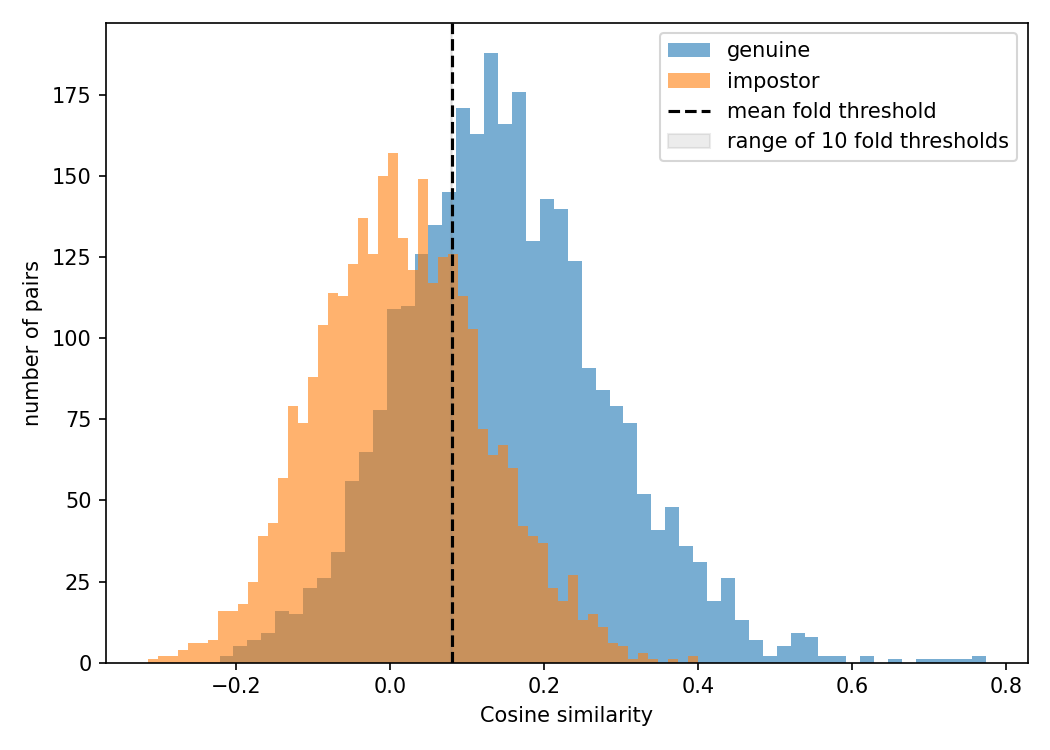 genuine
impostor
mean fold threshold
range of 10 fold thresholds
175
150
125
100
75
50
25
0
number of pairs
−0.2 0.0 0.2 0.4 0.6 0.8
Cosine similarity